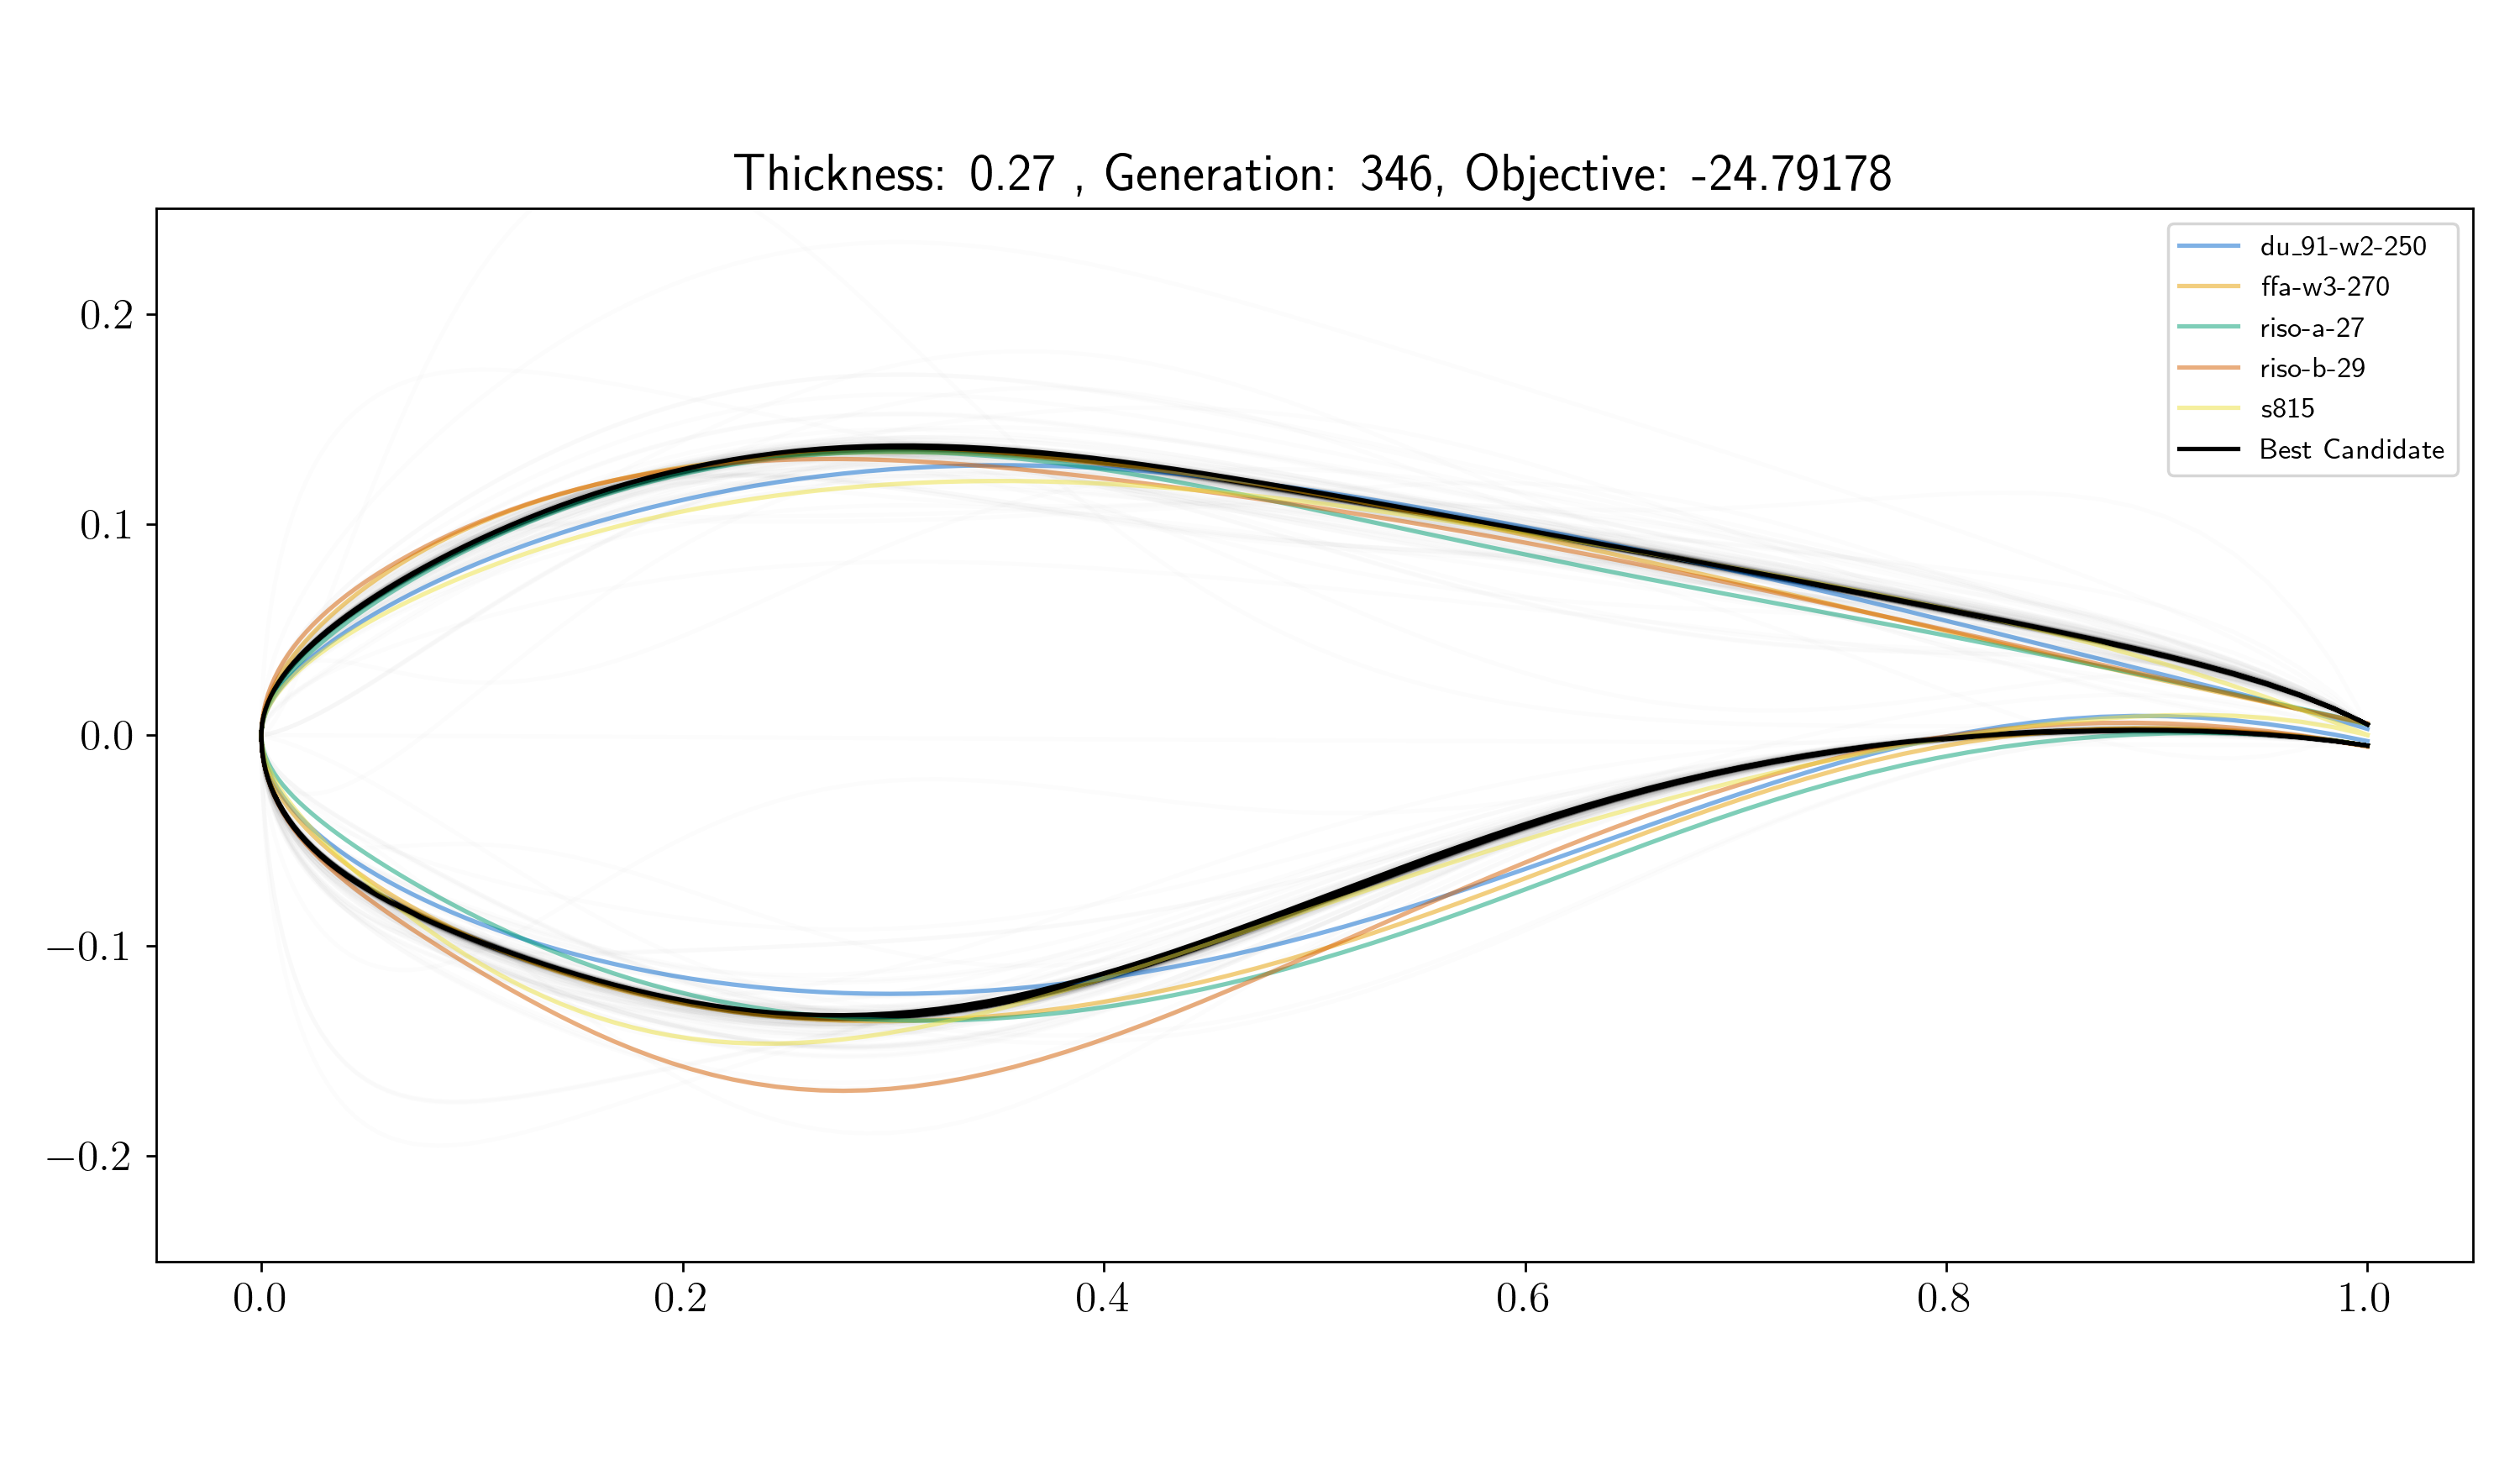 Thickness: 0.27 , Generation: 346, Objective: -24.79178
du_91-w2-250
ffa-w3-270
riso-a-27
riso-b-29
s815
Best Candidate
0.2
0.1
0.0
−0.1
−0.2
0.0 0.2 0.4 0.6 0.8 1.0